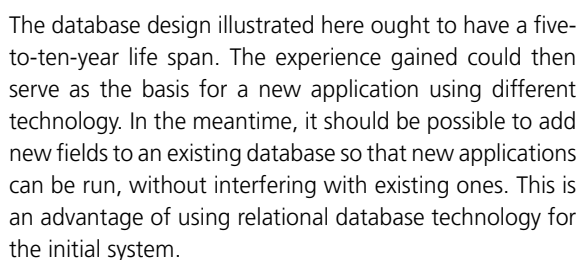 The database design illustrated here ought to have a five-
to-ten-year life span. The experience gained could then
serve as the basis for a new application using different
technology. In the meantime, it should be possible to add
new fields to an existing database so that new applications
can be run, without interfering with existing ones. This is
an advantage of using relational database technology for
the initial system.